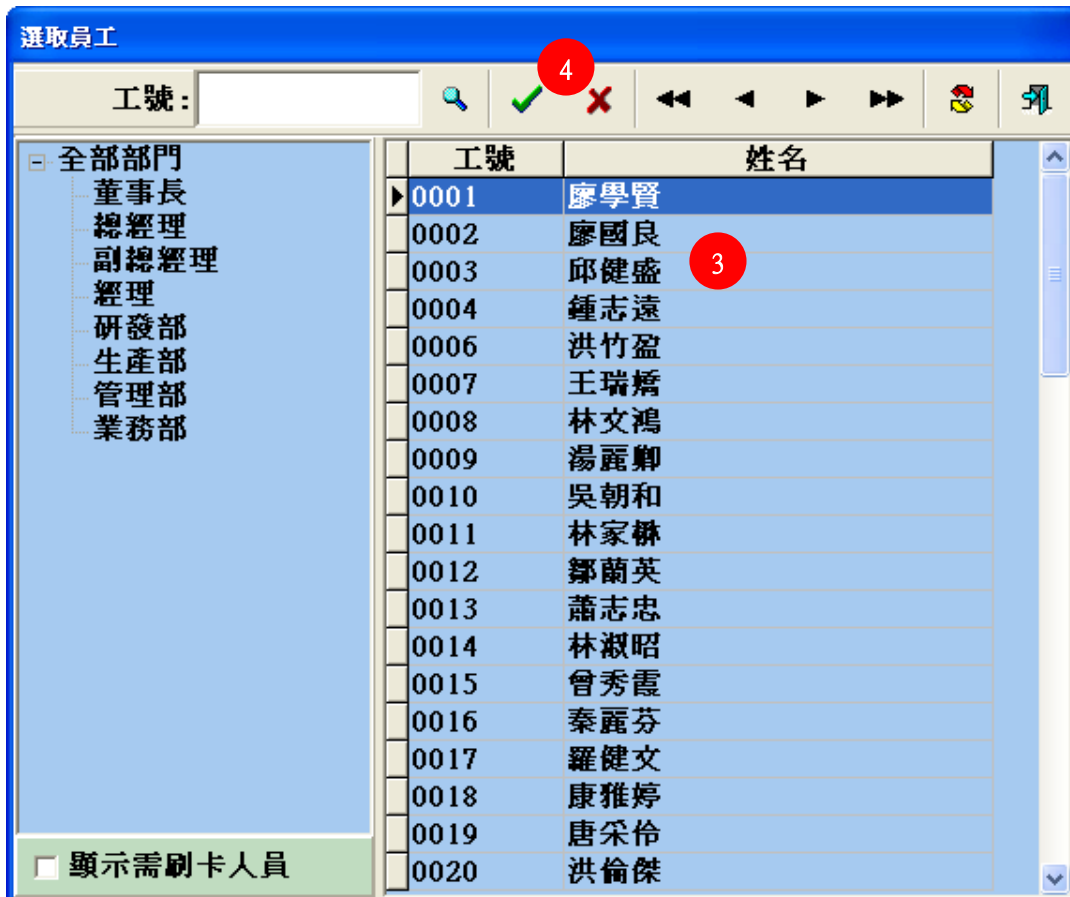 選取員工
4
工號:
全部部門
董事長
總經理
副總經理
經理
研發部
生產部
管理部
業務部
顯示需刷卡人員
工號 姓名
0001 廖學賢
0002 廖國良
3
0003 邱健盛
0004 鍾志遠
0006 洪竹盈
0007 王瑞
0008 林文鴻
0009 湯麗卿
0010 吳朝和
0011 林家
0012 鄒蘭英
0013 蕭志忠
0014 林淑昭
0015 曾秀霞
0016 秦麗芬
0017 羅健文
0018 康雅婷
0019 唐采伶
0020 洪倫傑